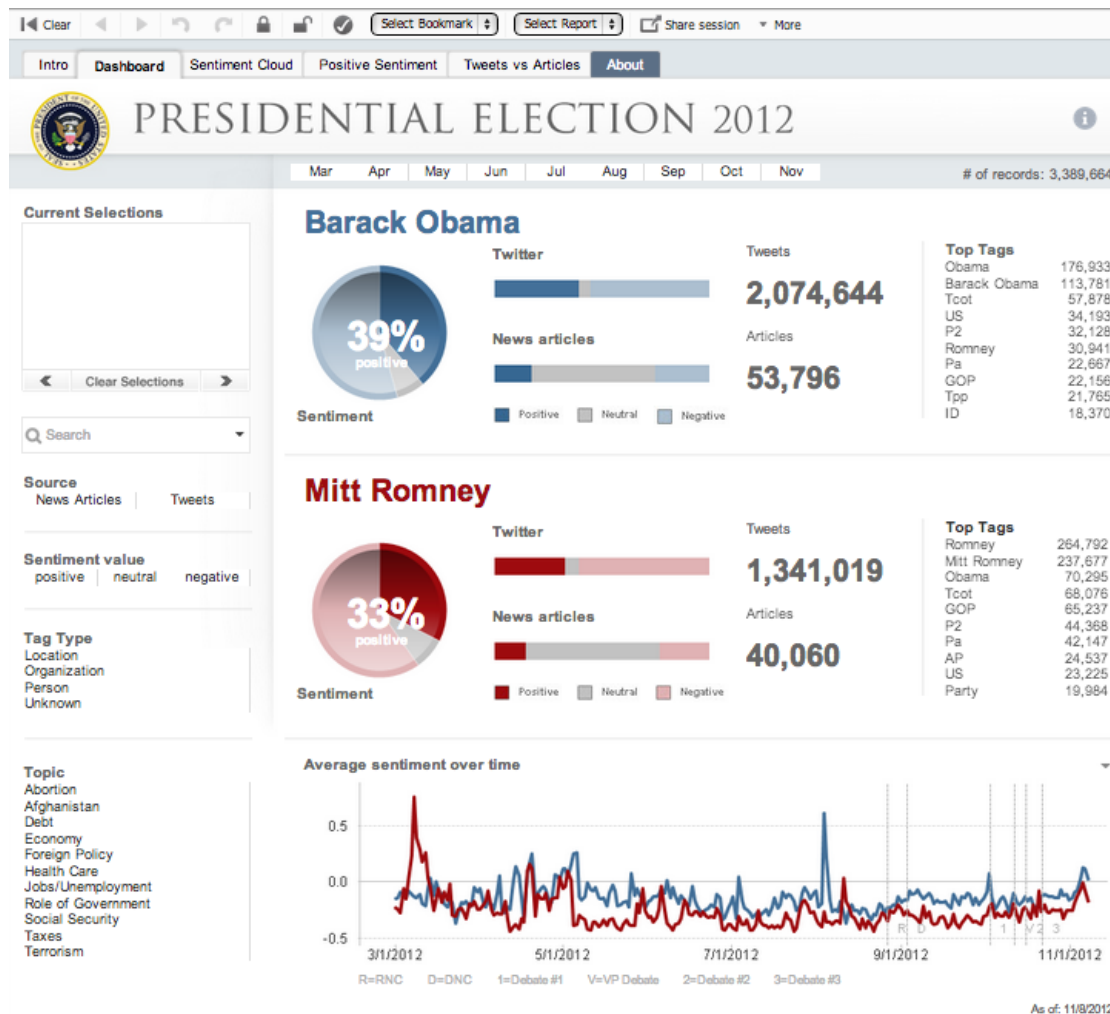 Clear Select Bookmark Select Report Share session More
Intro Dashboard Sentiment Cloud Positive Sentiment Tweets vs Articles About
PRESIDENTIAL ELECTION 2012
Mar Apr May Jun Jul Aug Sep Oct Nov
# of records: 3,389,664
Current Selections
Clear Selections
Search
Source
News Articles Tweets
Sentiment value
positive neutral negative
Tag Type
Location
Organization
Person
Unknown
Topic
Abortion
Afghanistan
Debt
Economy
Foreign Policy
Health Care
Jobs/Unemployment
Role of Government
Social Security
Taxes
Terrorism
Barack Obama
39%
positive
Sentiment
Twitter
News articles
Positive Neutral Negative
Tweets
2,074,644
Articles
53,796
Top Tags
Obama 176,933
Barack Obama 113,781
Tcot 57,878
US 34,193
P2 32,128
Romney 30,941
Pa 22,667
GOP 22,156
Tpp 21,765
ID 18,370
Mitt Romney
33%
positive
Sentiment
Twitter
News articles
Positive Neutral Negative
Tweets
1,341,019
Articles
40,060
Top Tags
Romney 264,792
Mitt Romney 237,677
Obama 70,295
Tcot 68,076
GOP 65,237
P2 44,368
Pa 42,147
AP 24,537
US 23,225
Party 19,984
Average sentiment over time
0.5
0.0
-0.5
R D 1 V 2 3
3/1/2012 5/1/2012 7/1/2012 9/1/2012 11/1/2012
R=RNC D=DNC 1=Debate #1 V=VP Debate 2=Debate #2 3=Debate #3
As of: 11/8/2012